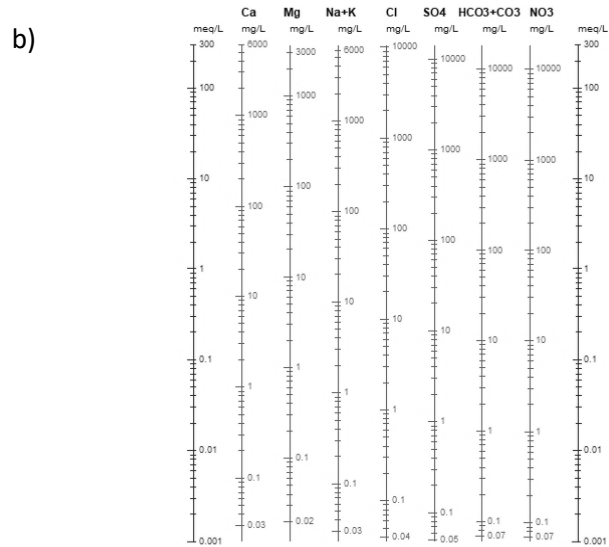 b)
Ca Mg Na+K Cl SO4 HCO3+CO3 NO3
meq/L mg/L mg/L mg/L mg/L mg/L mg/L mg/L meq/L
300 6000 3000 6000 10000 10000 10000 10000 300
100 1000 1000 1000 1000 1000 1000 1000 100
10 100 100 100 100 100 100 100 10
1 10 10 10 10 10 10 10 1
0.1 1 1 1 1 1 1 1 0.1
0.01 0.1 0.1 0.1 0.1 0.1 0.1 0.1 0.01
0.001 0.03 0.02 0.03 0.04 0.05 0.07 0.07 0.001